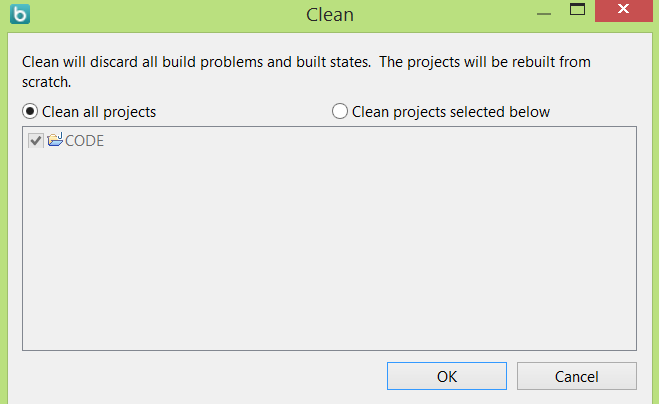 Clean
Clean will discard all build problems and built states.  The projects will be rebuilt from
scratch.
Clean all projects
Clean projects selected below
CODE
OK
Cancel